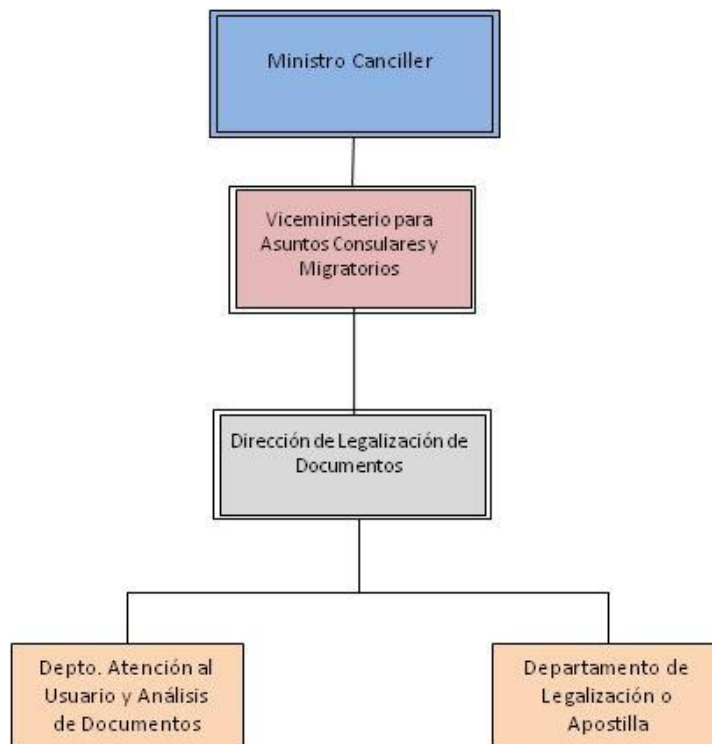 Ministro Canciller
Viceministerio para
Asuntos Consulares y
Migratorios
Dirección de Legalización de
Documentos
Depto. Atención al
Usuario y Análisis
de Documentos
Departamento de
Legalización o
Apostilla